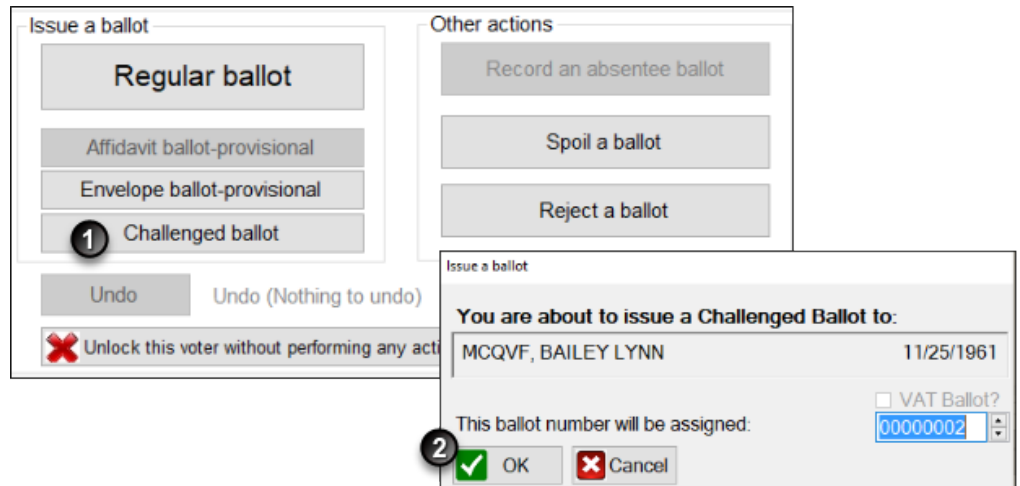 Issue a ballot
Regular ballot
Affidavit ballot-provisional
Envelope ballot-provisional
1
Challenged ballot
Undo
Undo (Nothing to undo)
Unlock this voter without performing any acti
Other actions
Record an absentee ballot
Spoil a ballot
Reject a ballot
Issue a ballot
You are about to issue a Challenged Ballot to:
MCQVF, BAILEY LYNN 11/25/1961
VAT Ballot?
This ballot number will be assigned: 00000002
2
OK Cancel